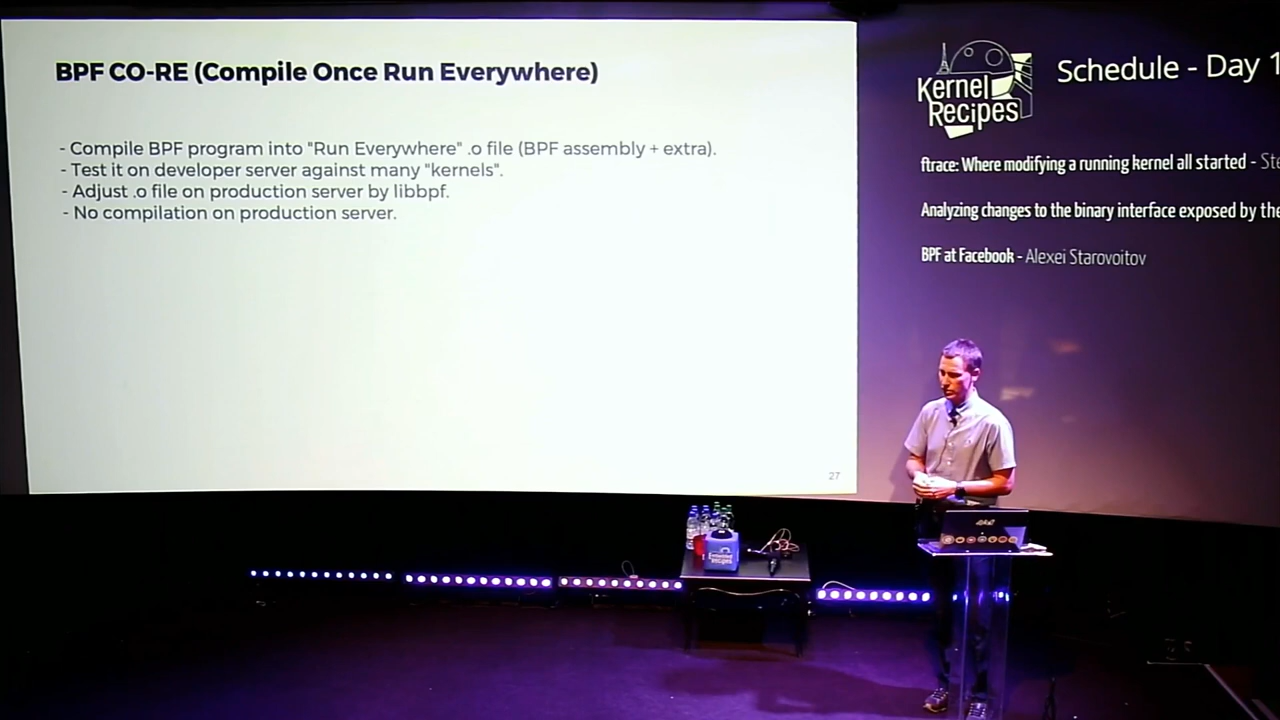 BPF CO-RE (Compile Once Run Everywhere)
- Compile BPF program into "Run Everywhere" .o file (BPF assembly + extra).
- Test it on developer server against many "kernels".
- Adjust .o file on production server by libbpf.
- No compilation on production server.
27
Kernel
Recipes
Schedule - Day 1
ftrace: Where modifying a running kernel all started - Ste
Analyzing changes to the binary interface exposed by the
BPF at Facebook - Alexei Starovoitov